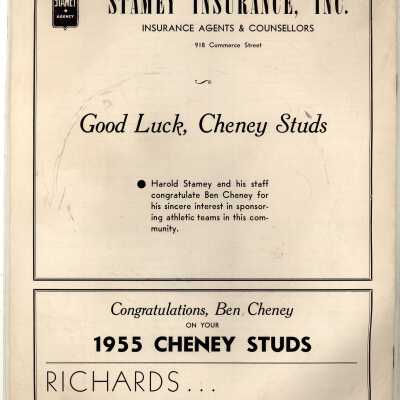 STAMEY
AGENCY
STAMEY INSURANCE, INC.
INSURANCE AGENTS & COUNSELLORS
918 Commerce Street
Good Luck, Cheney Studs
● Harold Stamey and his staff
congratulate Ben Cheney for
his sincere interest in sponsor-
ing athletic teams in this com-
munity.
Congratulations, Ben Cheney
ON YOUR
1955 CHENEY STUDS
RICHARDS...